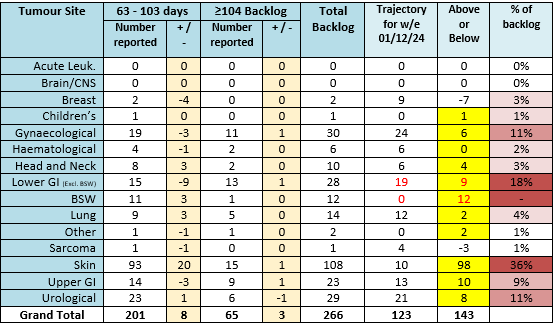 Tumour Site 63 - 103 days ≥104 Backlog Total Backlog Trajectory for w/e 01/12/24 Above or Below % of backlog
Number reported + / - Number reported + / -
Acute Leuk. 0 0 0 0 0 0 0 0%
Brain/CNS 0 0 0 0 0 0 0 0%
Breast 2 -4 0 0 2 9 -7 3%
Children's 1 0 0 0 1 0 1 1%
Gynaecological 19 -3 11 1 30 24 6 11%
Haematological 4 -1 2 0 6 6 0 2%
Head and Neck 8 3 2 0 10 6 4 3%
Lower GI (Excl. BSW) 15 -9 13 1 28 19 9 18%
BSW 11 3 1 0 12 0 12 -
Lung 9 3 5 0 14 12 2 4%
Other 1 -1 1 0 2 0 2 1%
Sarcoma 1 -1 0 0 1 4 -3 1%
Skin 93 20 15 1 108 10 98 36%
Upper GI 14 -3 9 1 23 13 10 9%
Urological 23 1 6 -1 29 21 8 11%
Grand Total 201 8 65 3 266 123 143